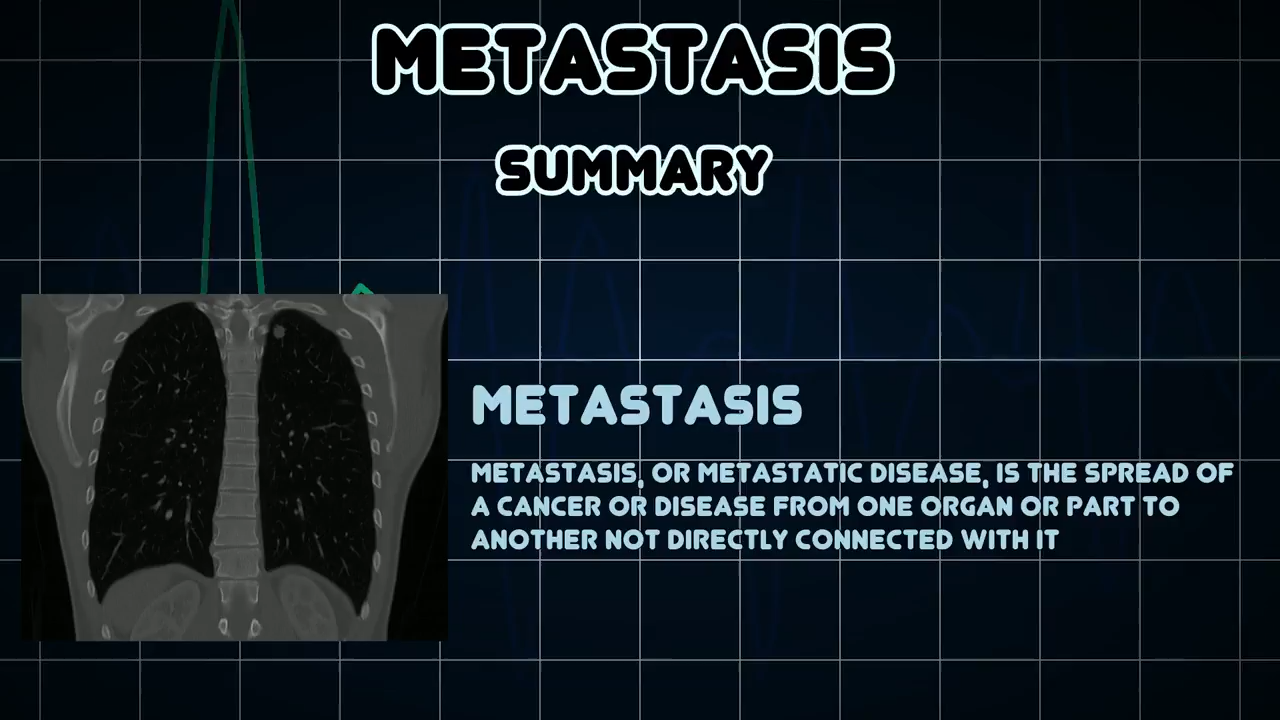 METASTASIS
SUMMARY
METASTASIS
METASTASIS, OR METASTATIC DISEASE, IS THE SPREAD OF
A CANCER OR DISEASE FROM ONE ORGAN OR PART TO
ANOTHER NOT DIRECTLY CONNECTED WITH IT